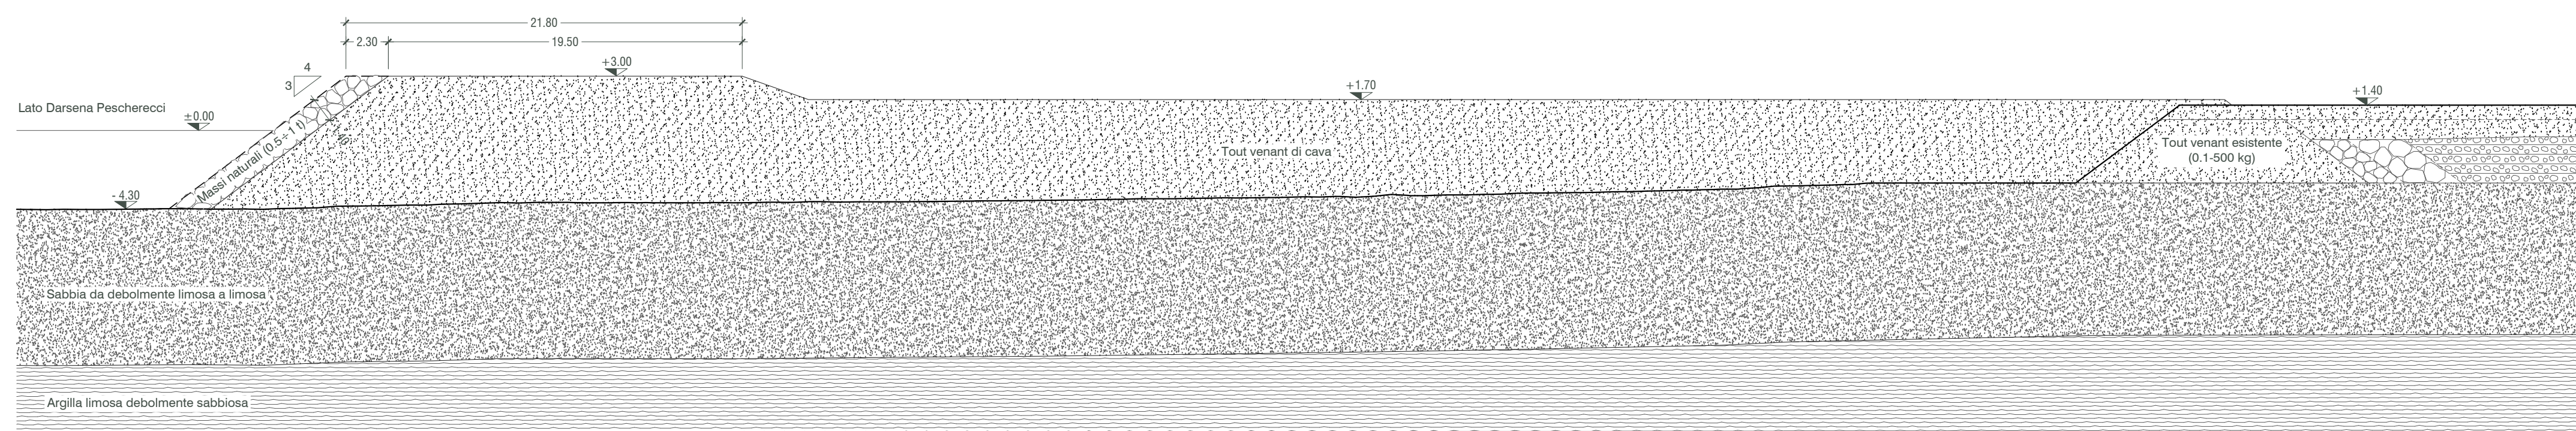 21.80
2.30
19.50
4
3
+3.00
+1.70
+1.40
Lato Darsena Pescherecci
±0.00
Massi naturali (0.5÷1 t)
Tout venant di cava
Tout venant esistente
(0.1-500 kg)
- 4.30
Sabbia da debolmente limosa a limosa
Argilla limosa debolmente sabbiosa